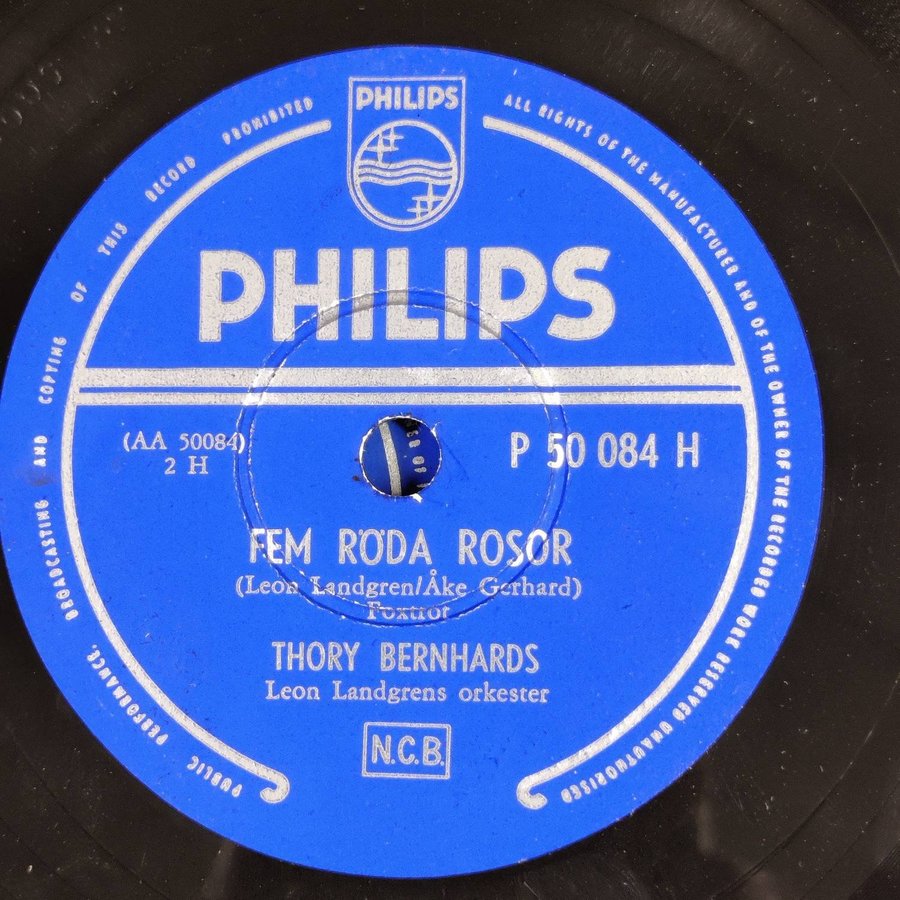 PHILIPS
ALL RIGHTS OF THE MANUFACTURER AND OF THE OWNER OF THE RECORDED WORK RESERVED UNAUTHORISED
PUBLIC PERFORMANCE, BROADCASTING AND COPYING OF THIS RECORD PROHIBITED
PHILIPS
(AA 50084)
2 H
P 50 084 H
FEM RÖDA ROSOR
(Leon Landgren/Åke Gerhard)
Foxtrot
THORY BERNHARDS
Leon Landgrens orkester
N.C.B.